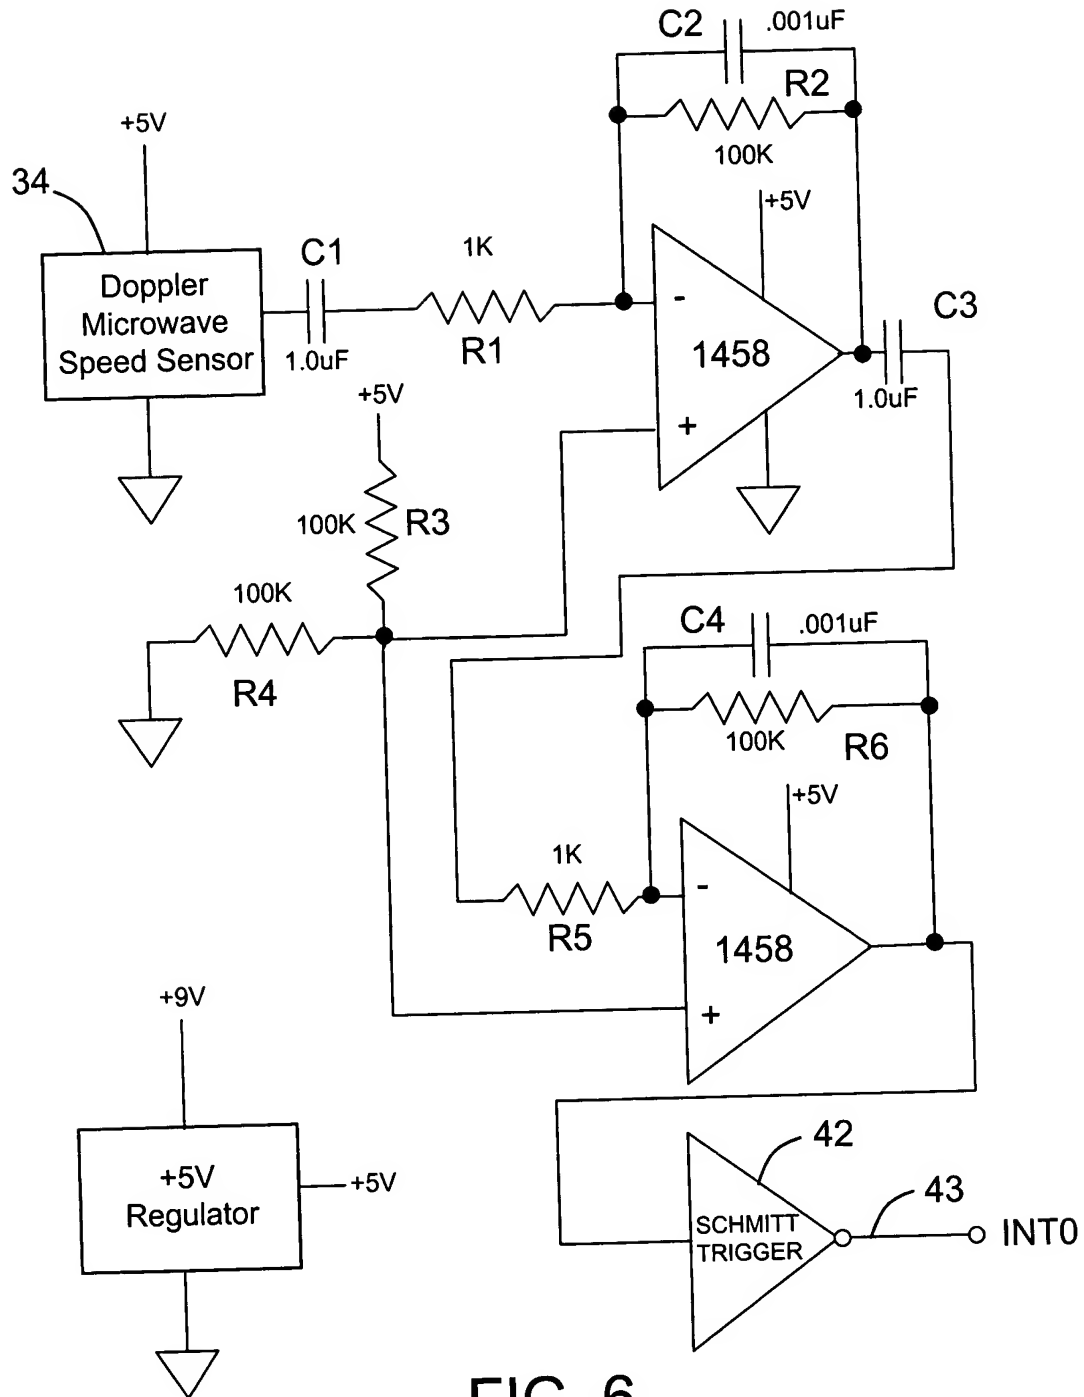 C2 .001uF
R2
100K
+5V
34
+5V
Doppler
Microwave
Speed Sensor
C1
1.0uF
1K
R1
-
1458
+
C3
1.0uF
+5V
100K R3
100K
R4
C4 .001uF
100K
R6
+5V
1K
R5
-
1458
+
+9V
+5V
Regulator
+5V
42
SCHMITT
TRIGGER
43
INT0
FIG. 6